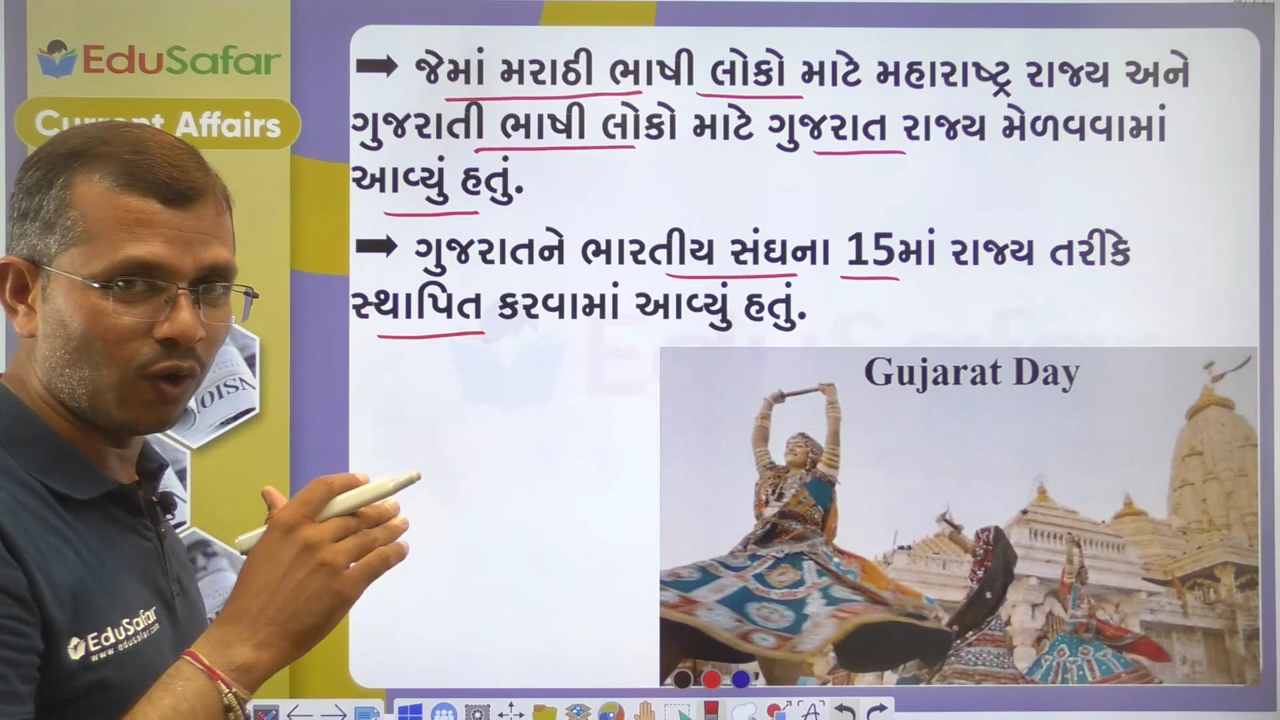 EduSafar
Current Affairs
➡ જેમાં મરાઠી ભાષી લોકો માટે મહારાષ્ટ્ર રાજ્ય અને
ગુજરાતી ભાષી લોકો માટે ગુજરાત રાજ્ય મેળવવામાં
આવ્યું હતું.
➡ ગુજરાતને ભારતીય સંઘના 15માં રાજ્ય તરીકે
સ્થાપિત કરવામાં આવ્યું હતું.
Gujarat Day
EduSafar
www.edusafar.com